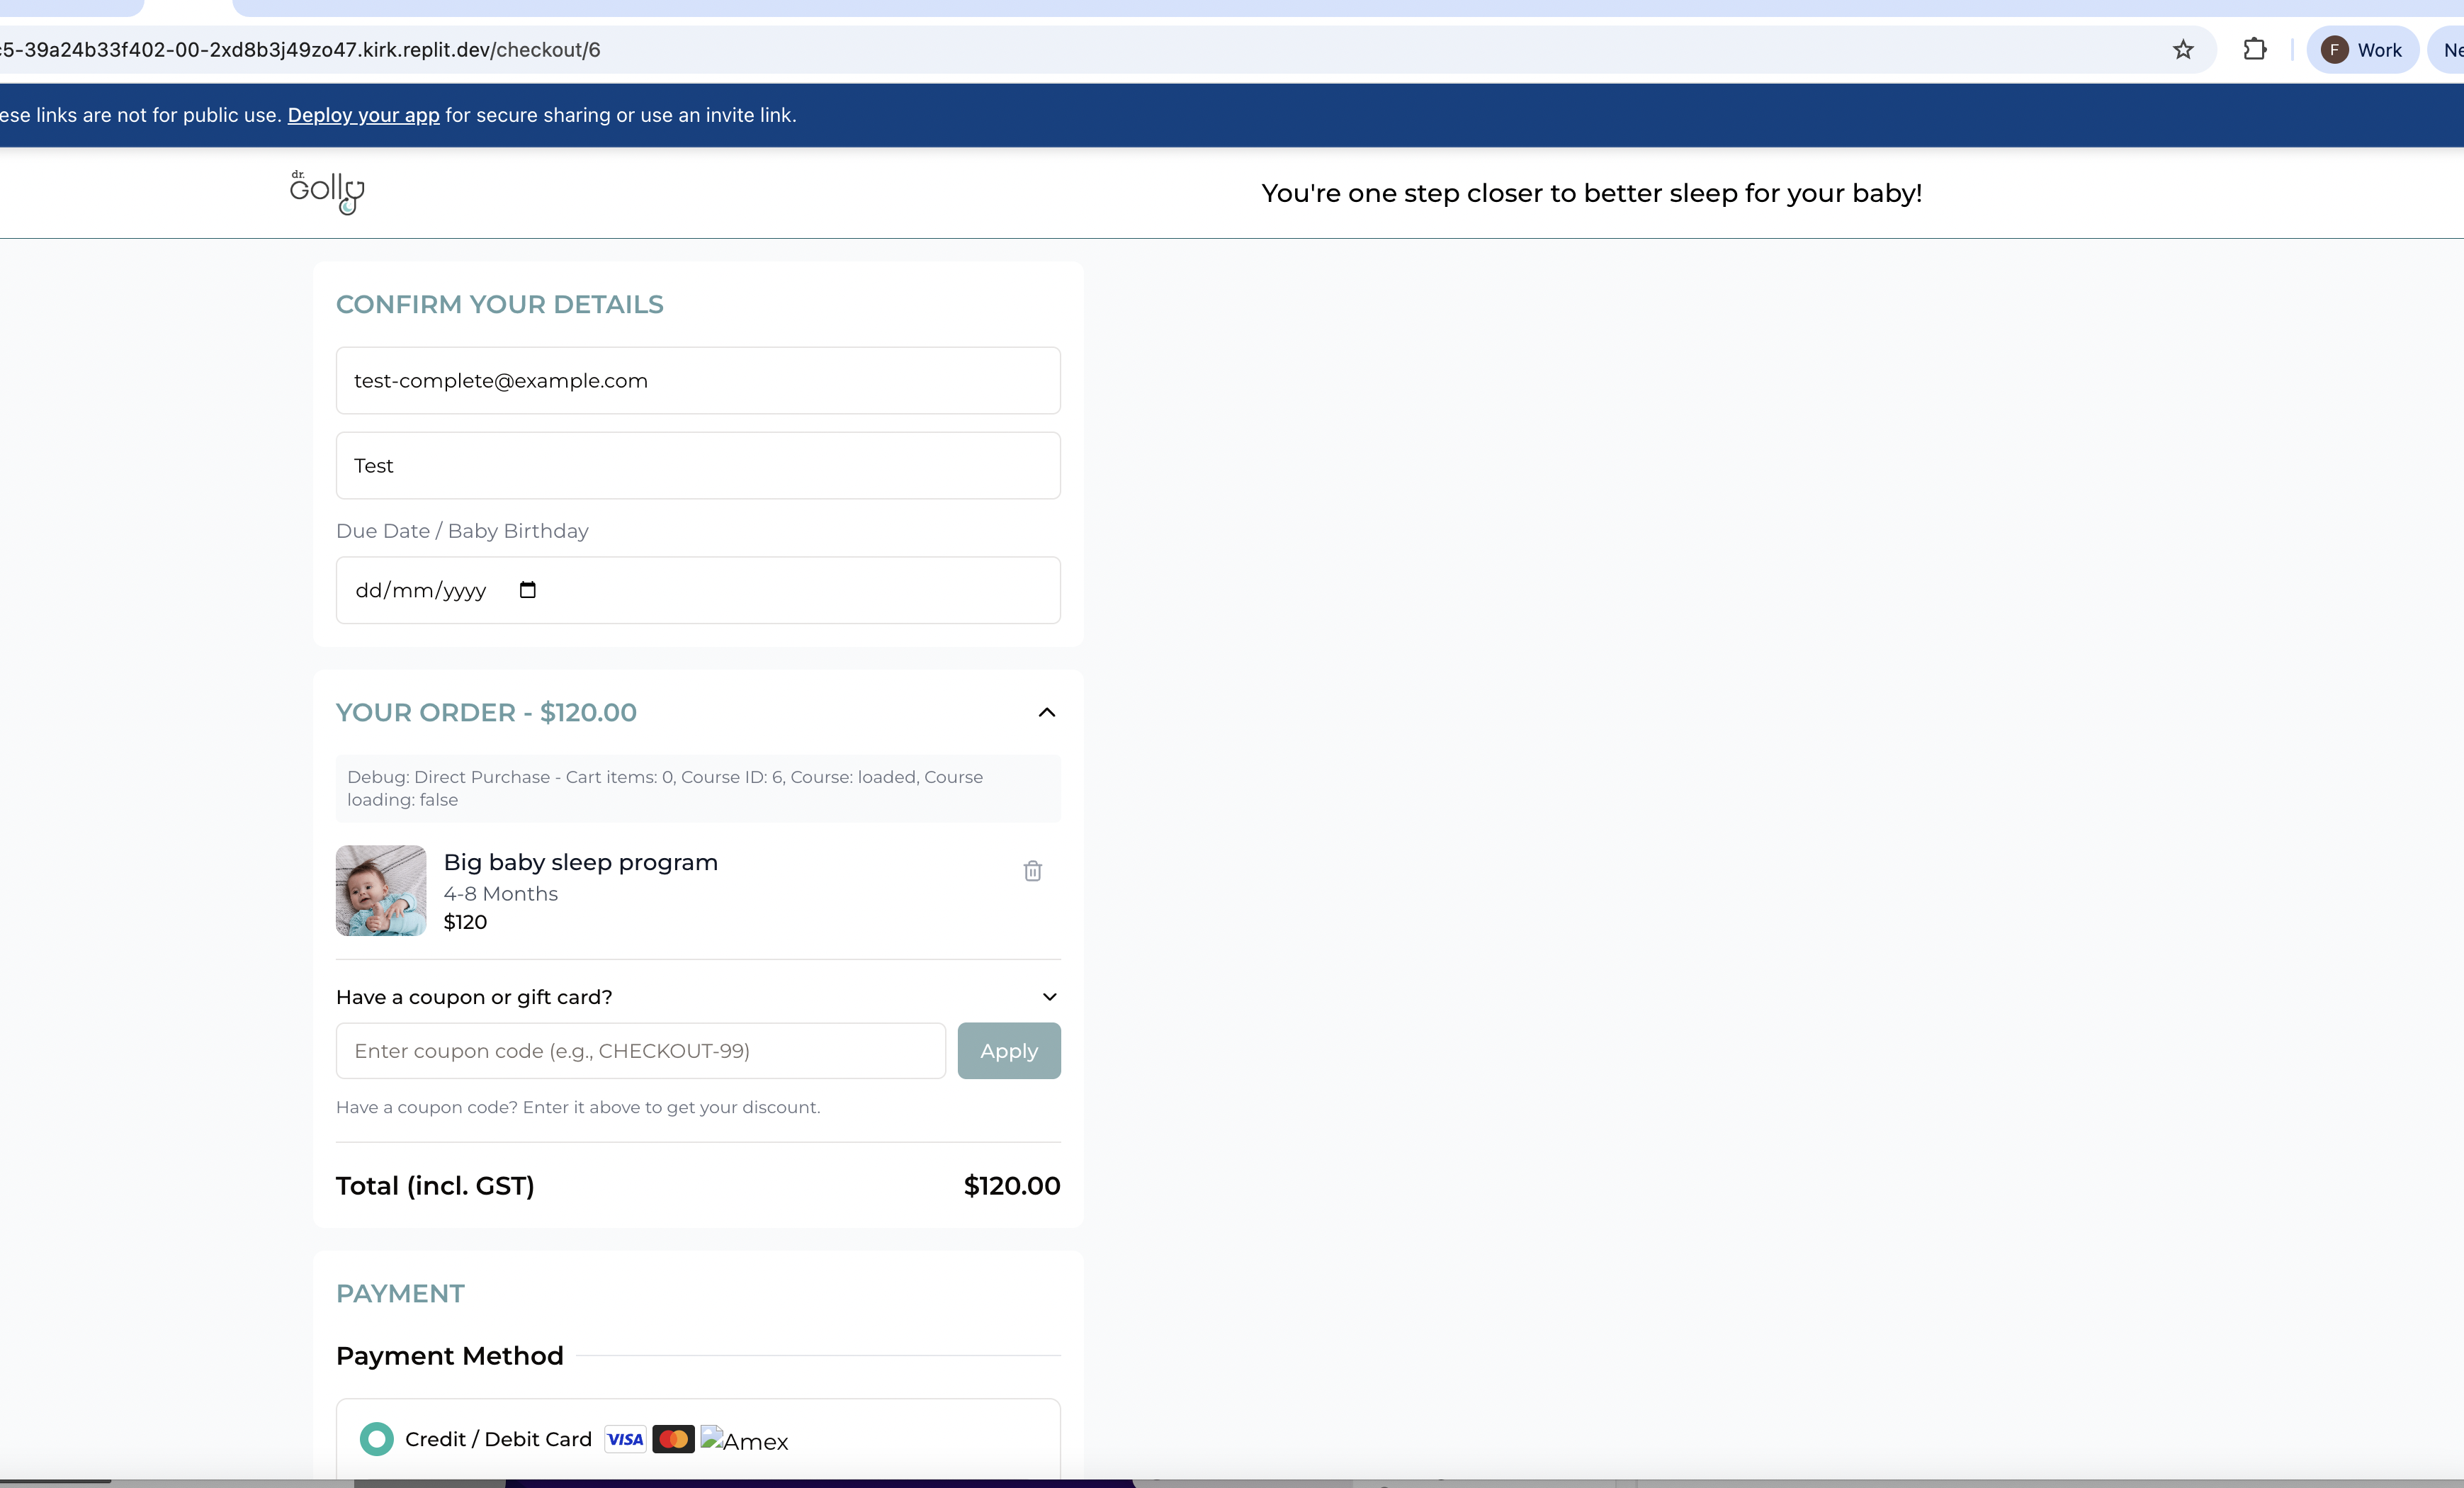 5-39a24b33f402-00-2xd8b3j49zo47.kirk.replit.dev/checkout/6
F Work
ese links are not for public use. Deploy your app for secure sharing or use an invite link.
dr. Golly
You're one step closer to better sleep for your baby!
CONFIRM YOUR DETAILS
test-complete@example.com
Test
Due Date / Baby Birthday
dd/mm/yyyy
YOUR ORDER - $120.00
Debug: Direct Purchase - Cart items: 0, Course ID: 6, Course: loaded, Course
loading: false
Big baby sleep program
4-8 Months
$120
Have a coupon or gift card?
Enter coupon code (e.g., CHECKOUT-99)
Apply
Have a coupon code? Enter it above to get your discount.
Total (incl. GST)
$120.00
PAYMENT
Payment Method
Credit / Debit Card VISA Amex